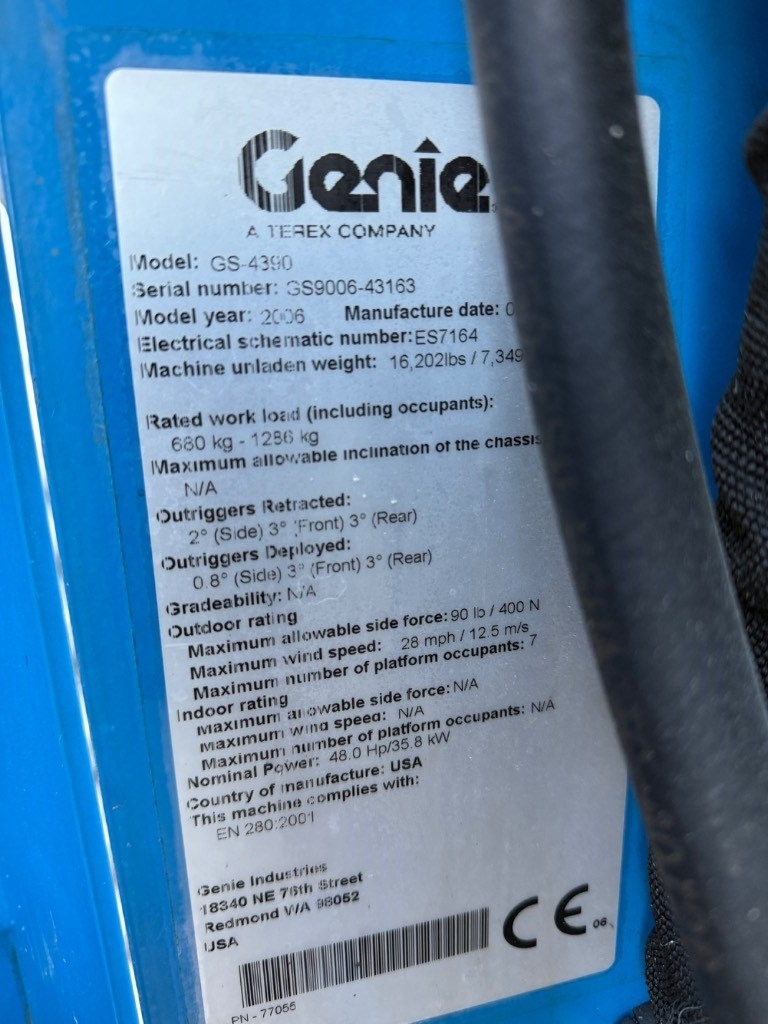 Genie
A TEREX COMPANY
Model: GS-4390
Serial number: GS9006-43163
Model year: 2006 Manufacture date: 0
Electrical schematic number:ES7164
Machine unladen weight: 16,202lbs / 7,349
Rated work load (including occupants):
680 kg - 1286 kg
Maximum allowable inclination of the chassis
N/A
Outriggers Retracted:
2° (Side) 3° (Front) 3° (Rear)
Outriggers Deployed:
0.8° (Side) 3° (Front) 3° (Rear)
Gradeability: N/A
Outdoor rating
Maximum allowable side force:90 lb / 400 N
Maximum wind speed: 28 mph / 12.5 m/s
Maximum number of platform occupants: 7
Indoor rating
Maximum allowable side force:N/A
Maximum wind speed: N/A
Maximum number of platform occupants: N/A
Nominal Power: 48.0 Hp/35.8 kW
Country of manufacture: USA
This machine complies with:
EN 280:2001
Genie Industries
18340 NE 76th Street
Redmond WA 98052
USA
CE 06
PN - 77055